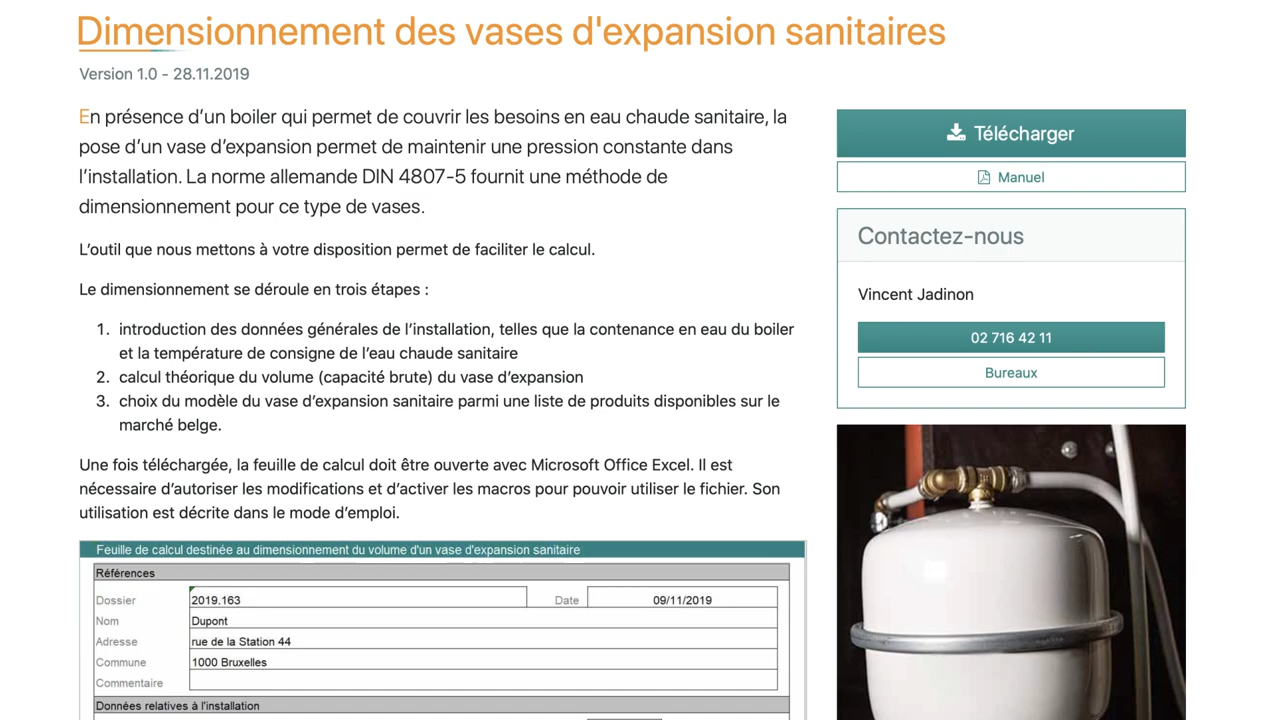 Dimensionnement des vases d'expansion sanitaires
Version 1.0 - 28.11.2019
En présence d’un boiler qui permet de couvrir les besoins en eau chaude sanitaire, la
pose d’un vase d’expansion permet de maintenir une pression constante dans
l’installation. La norme allemande DIN 4807-5 fournit une méthode de
dimensionnement pour ce type de vases.
L’outil que nous mettons à votre disposition permet de faciliter le calcul.
Le dimensionnement se déroule en trois étapes :
1. introduction des données générales de l’installation, telles que la contenance en eau du boiler
et la température de consigne de l’eau chaude sanitaire
2. calcul théorique du volume (capacité brute) du vase d’expansion
3. choix du modèle du vase d’expansion sanitaire parmi une liste de produits disponibles sur le
marché belge.
Une fois téléchargée, la feuille de calcul doit être ouverte avec Microsoft Office Excel. Il est
nécessaire d’autoriser les modifications et d’activer les macros pour pouvoir utiliser le fichier. Son
utilisation est décrite dans le mode d’emploi.
Feuille de calcul destinée au dimensionnement du volume d'un vase d'expansion sanitaire
Références
Dossier 2019.163 Date 09/11/2019
Nom Dupont
Adresse rue de la Station 44
Commune 1000 Bruxelles
Commentaire
Données relatives à l'installation
Télécharger
Manuel
Contactez-nous
Vincent Jadinon
02 716 42 11
Bureaux